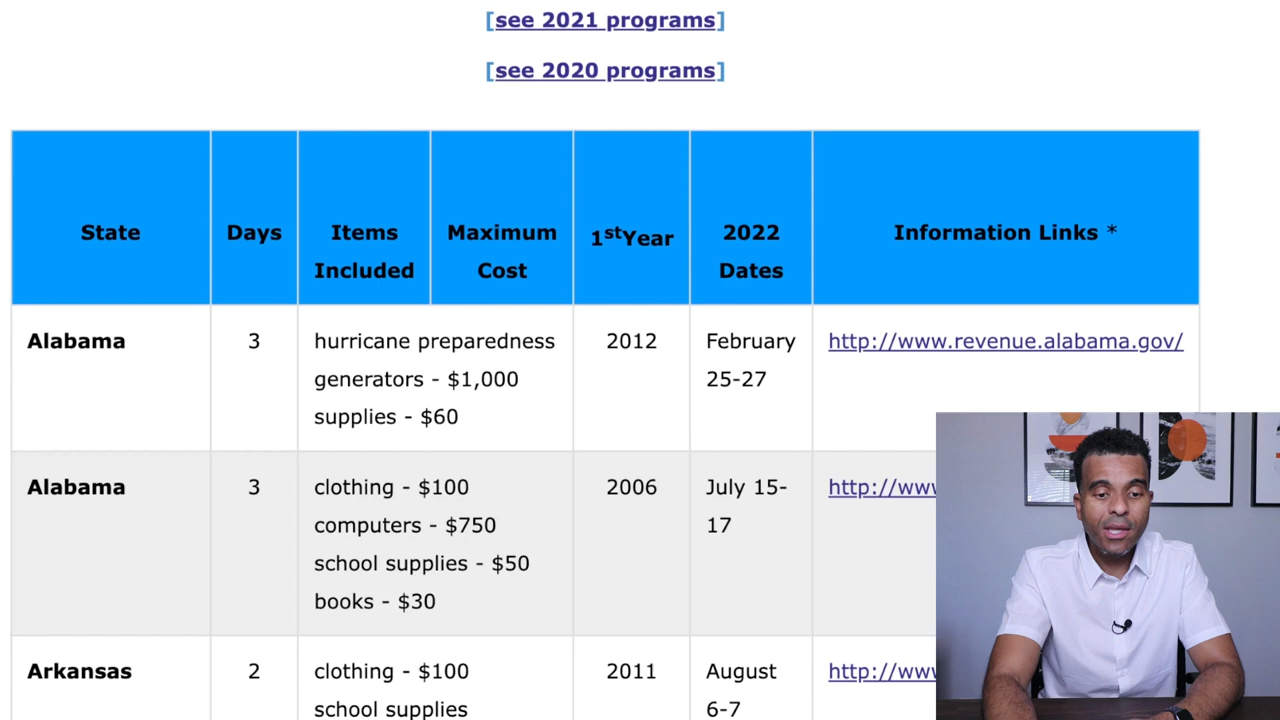 [see 2021 programs]
[see 2020 programs]
State
Days
Items
Included
Maximum
Cost
1stYear
2022
Dates
Information Links *
Alabama
3
hurricane preparedness
generators - $1,000
supplies - $60
2012
February
25-27
http://www.revenue.alabama.gov/
Alabama
3
clothing - $100
computers - $750
school supplies - $50
books - $30
2006
July 15-
17
http://www
Arkansas
2
clothing - $100
school supplies
2011
August
6-7
http://www